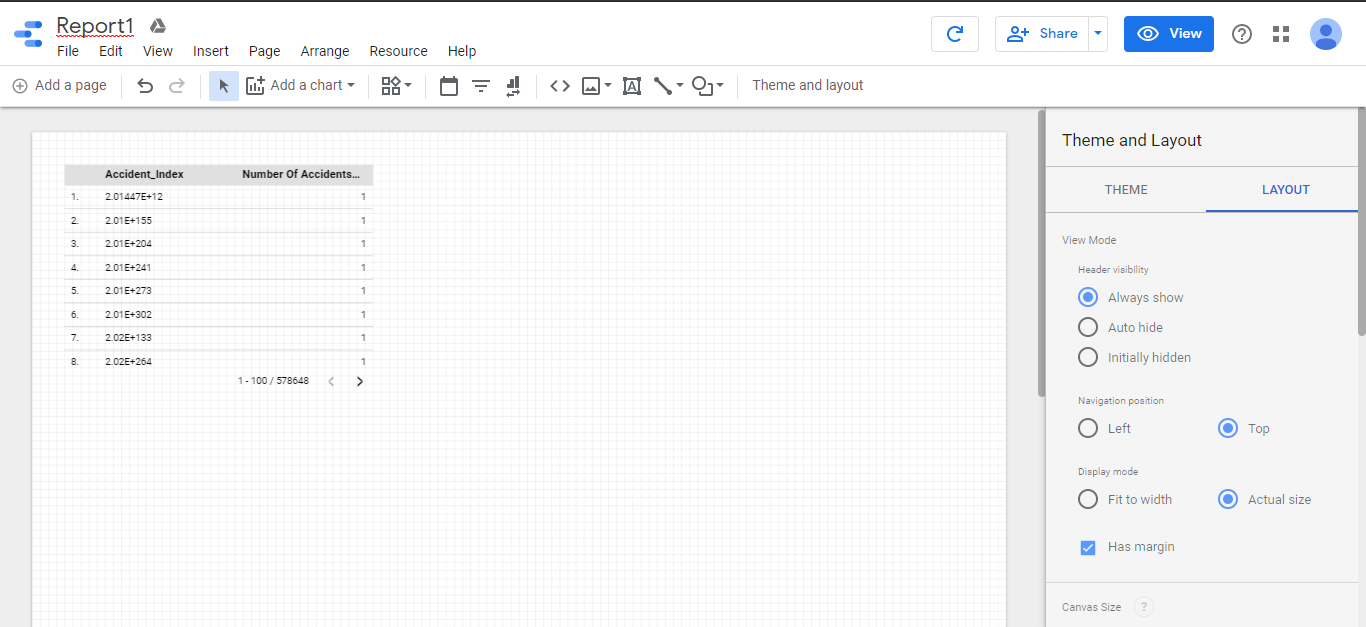 Report1
File Edit View Insert Page Arrange Resource Help
Share
View
Add a page
Add a chart
Theme and layout
Accident_Index Number Of Accidents...
1. 2.01447E+12 1
2. 2.01E+155 1
3. 2.01E+204 1
4. 2.01E+241 1
5. 2.01E+273 1
6. 2.01E+302 1
7. 2.02E+133 1
8. 2.02E+264 1
1 - 100 / 578648
Theme and Layout
THEME LAYOUT
View Mode
Header visibility
Always show
Auto hide
Initially hidden
Navigation position
Left Top
Display mode
Fit to width Actual size
Has margin
Canvas Size ?